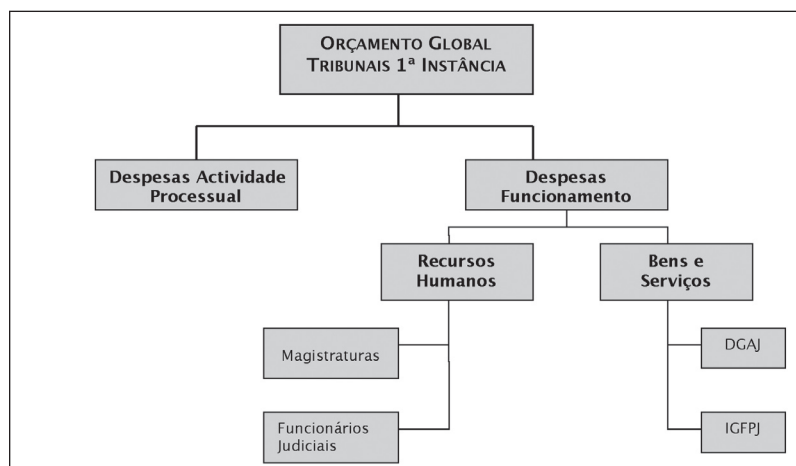 ORÇAMENTO GLOBAL
TRIBUNAIS 1ª INSTÂNCIA
Despesas Actividade
Processual
Despesas
Funcionamento
Recursos
Humanos
Bens e
Serviços
Magistraturas
DGAJ
Funcionários
Judiciais
IGFPJ